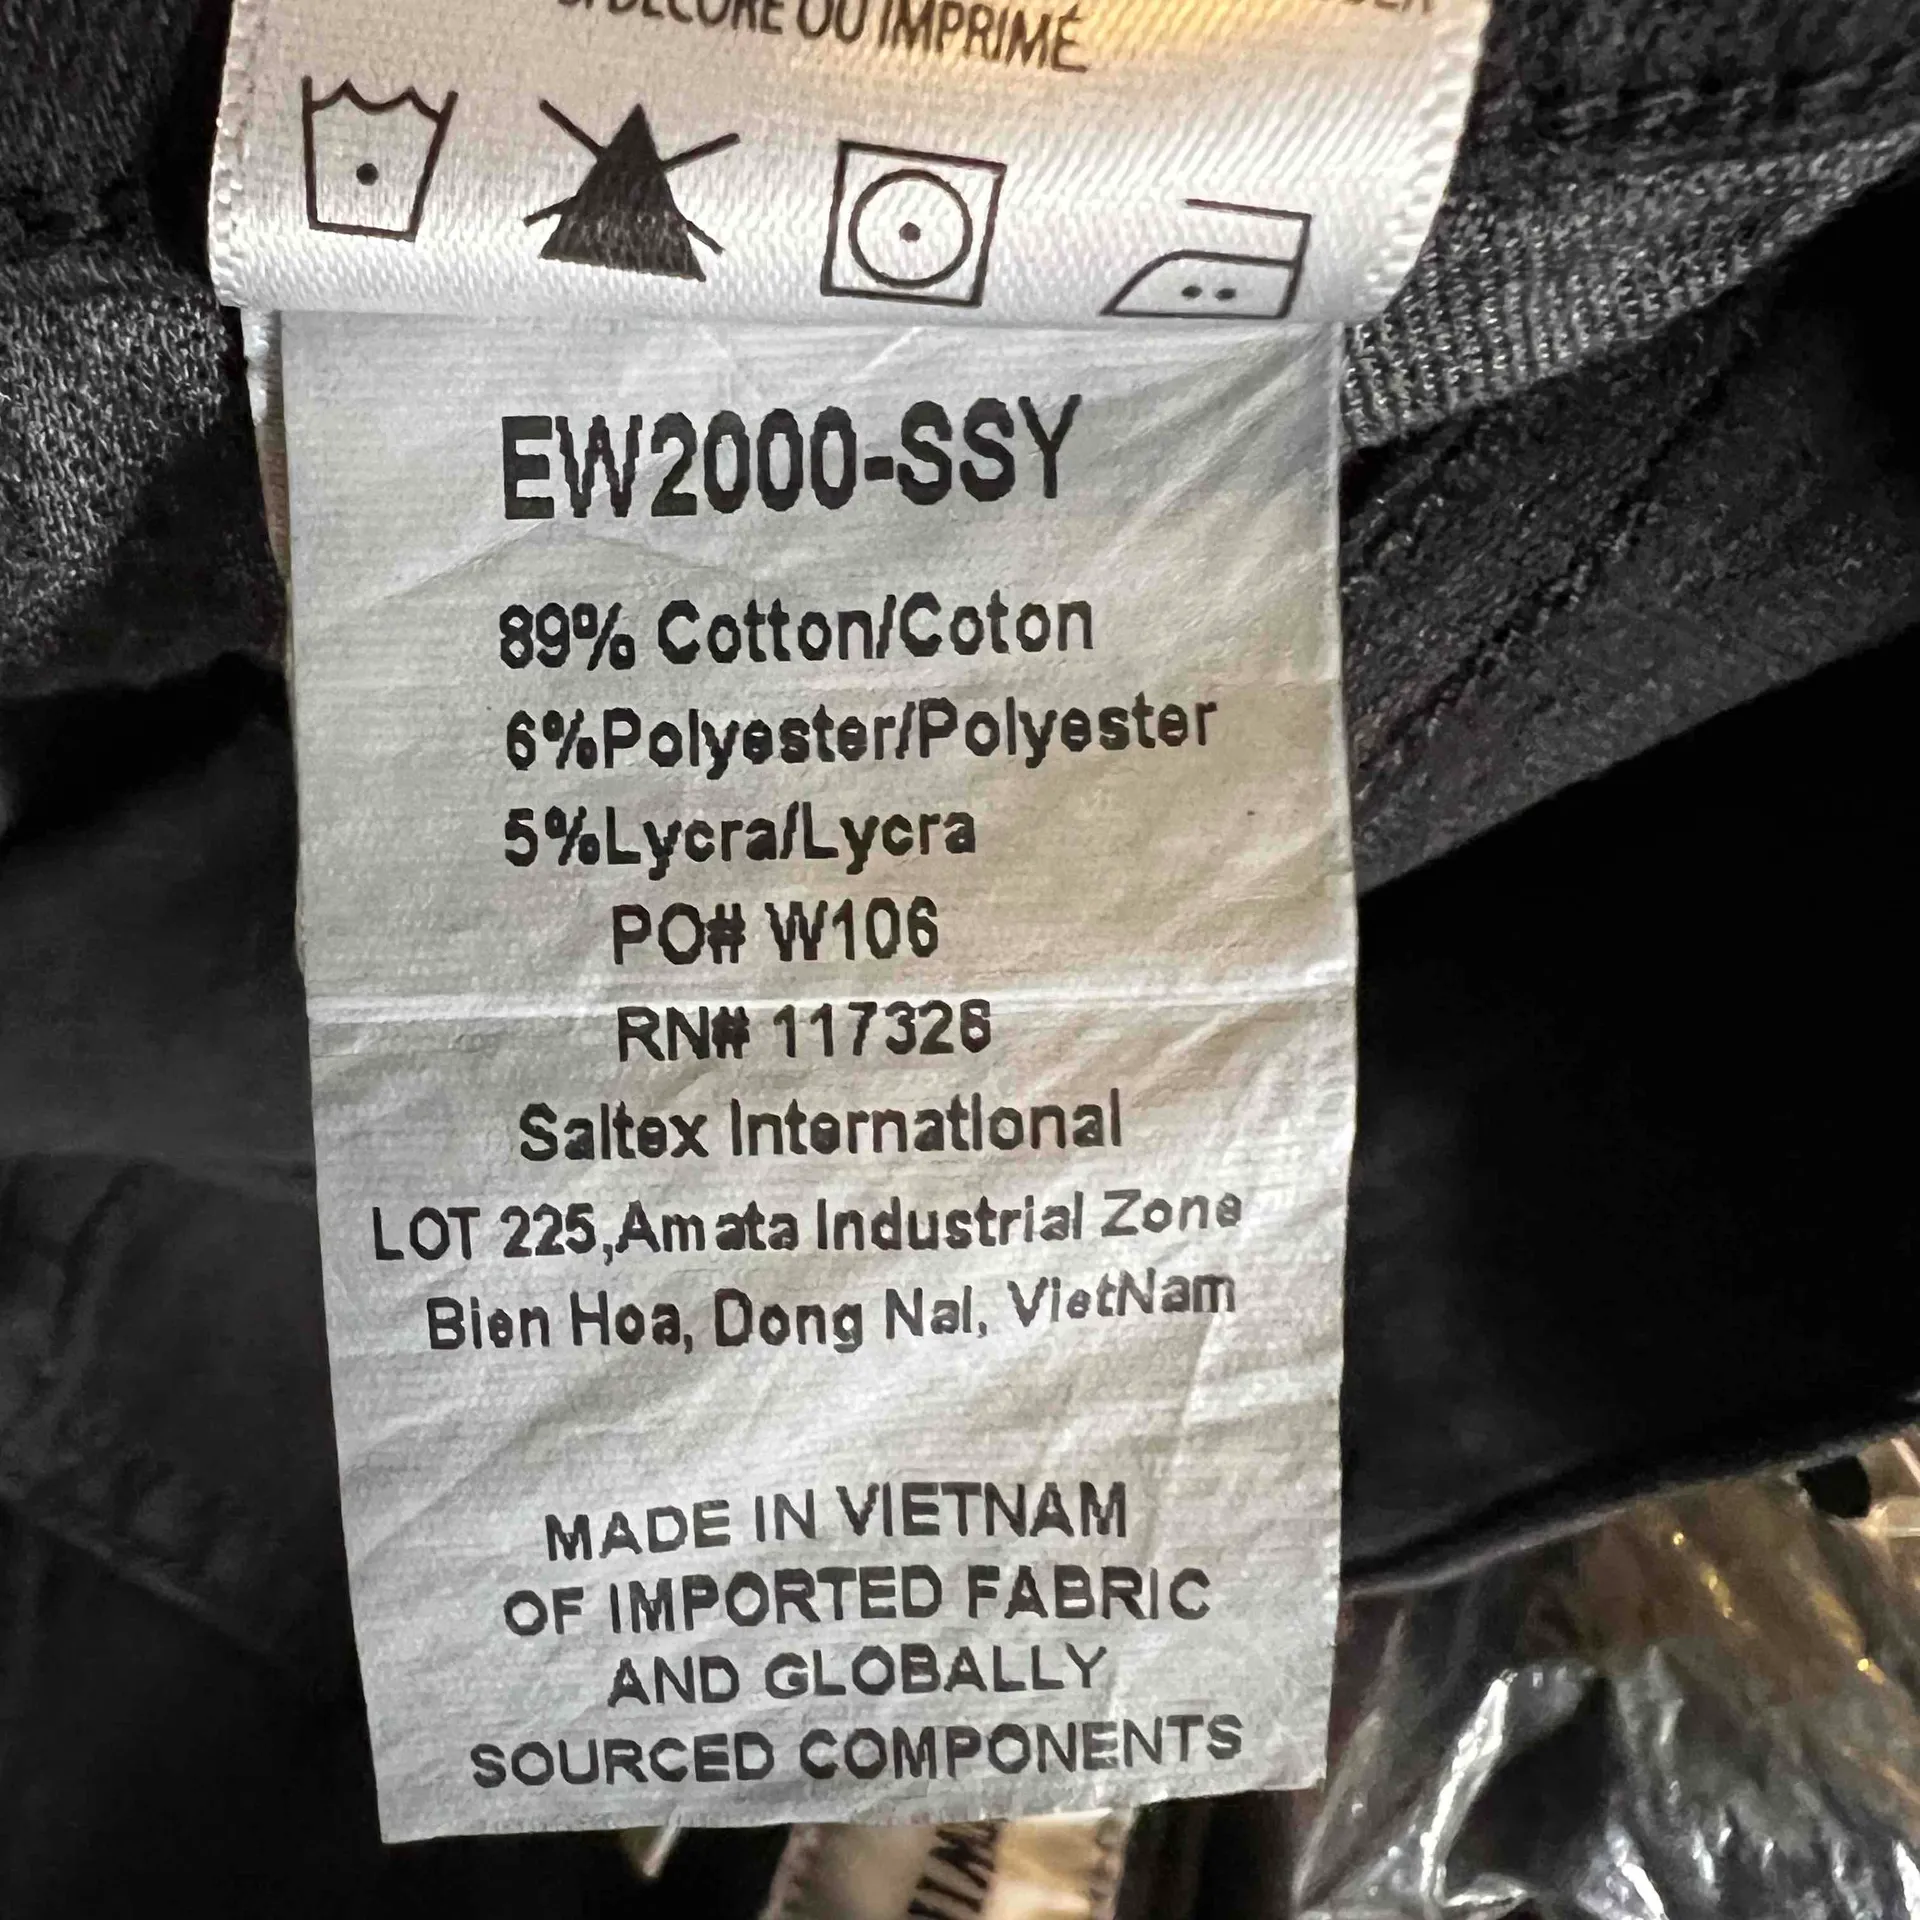 SI DÉCORÉ OU IMPRIMÉ
EW2000-SSY
89% Cotton/Coton
6%Polyester/Polyester
5%Lycra/Lycra
PO# W106
RN# 117326
Saltex International
LOT 225,Amata Industrial Zone
Bien Hoa, Dong Nai, VietNam
MADE IN VIETNAM
OF IMPORTED FABRIC
AND GLOBALLY
SOURCED COMPONENTS